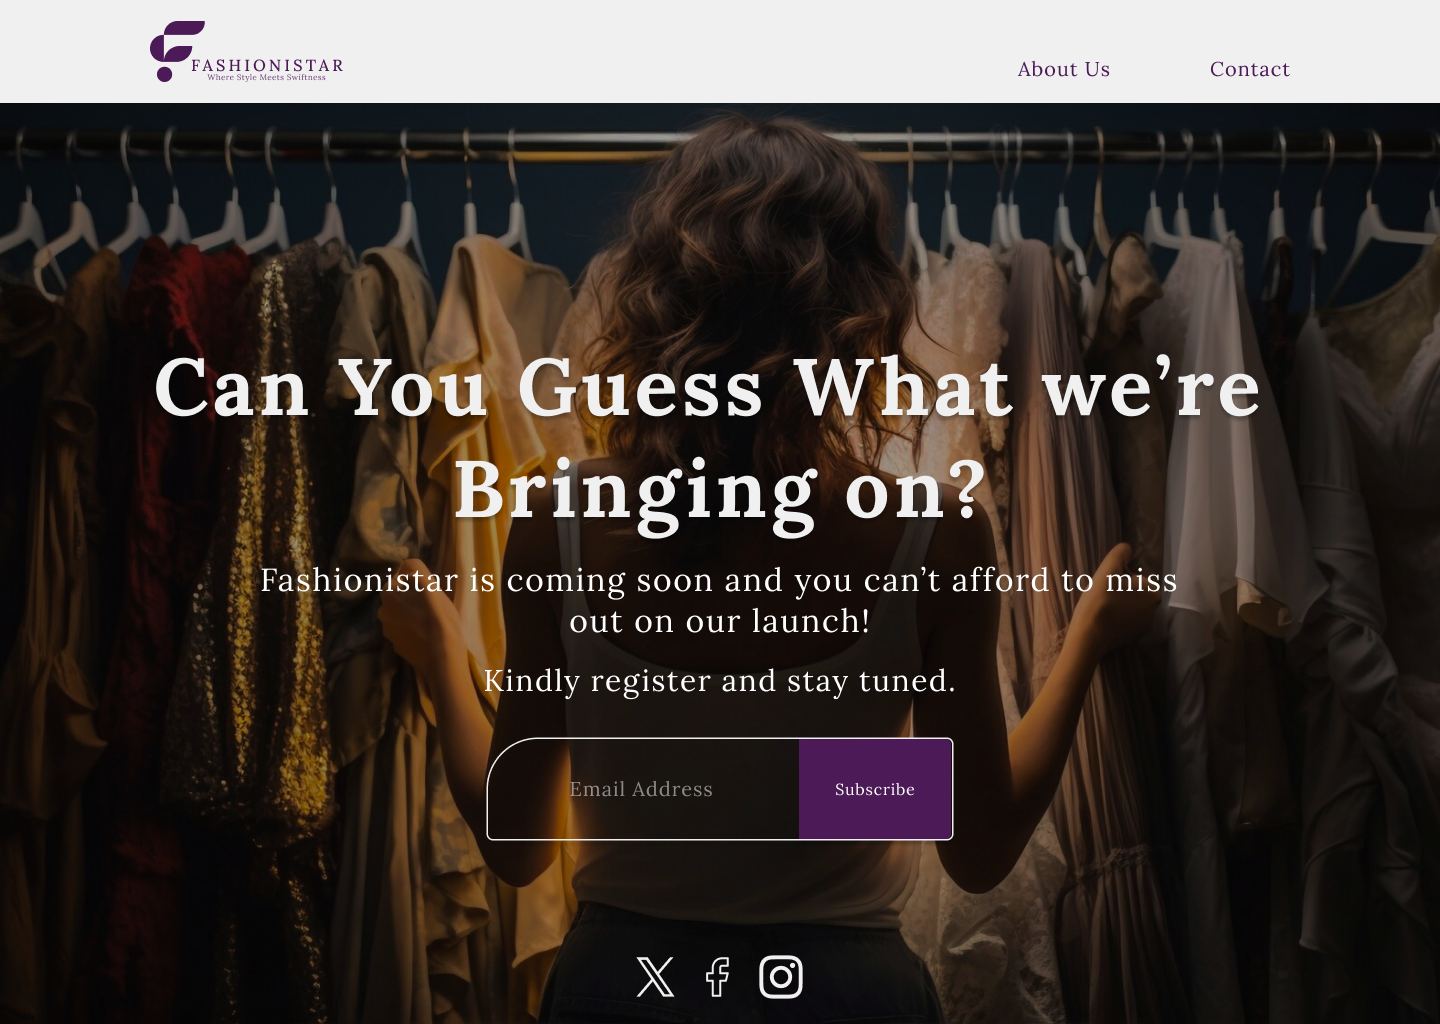 FASHIONISTAR
Where Style Meets Swiftness
About Us
Contact
Can You Guess What we’re
Bringing on?
Fashionistar is coming soon and you can’t afford to miss
out on our launch!
Kindly register and stay tuned.
Email Address
Subscribe